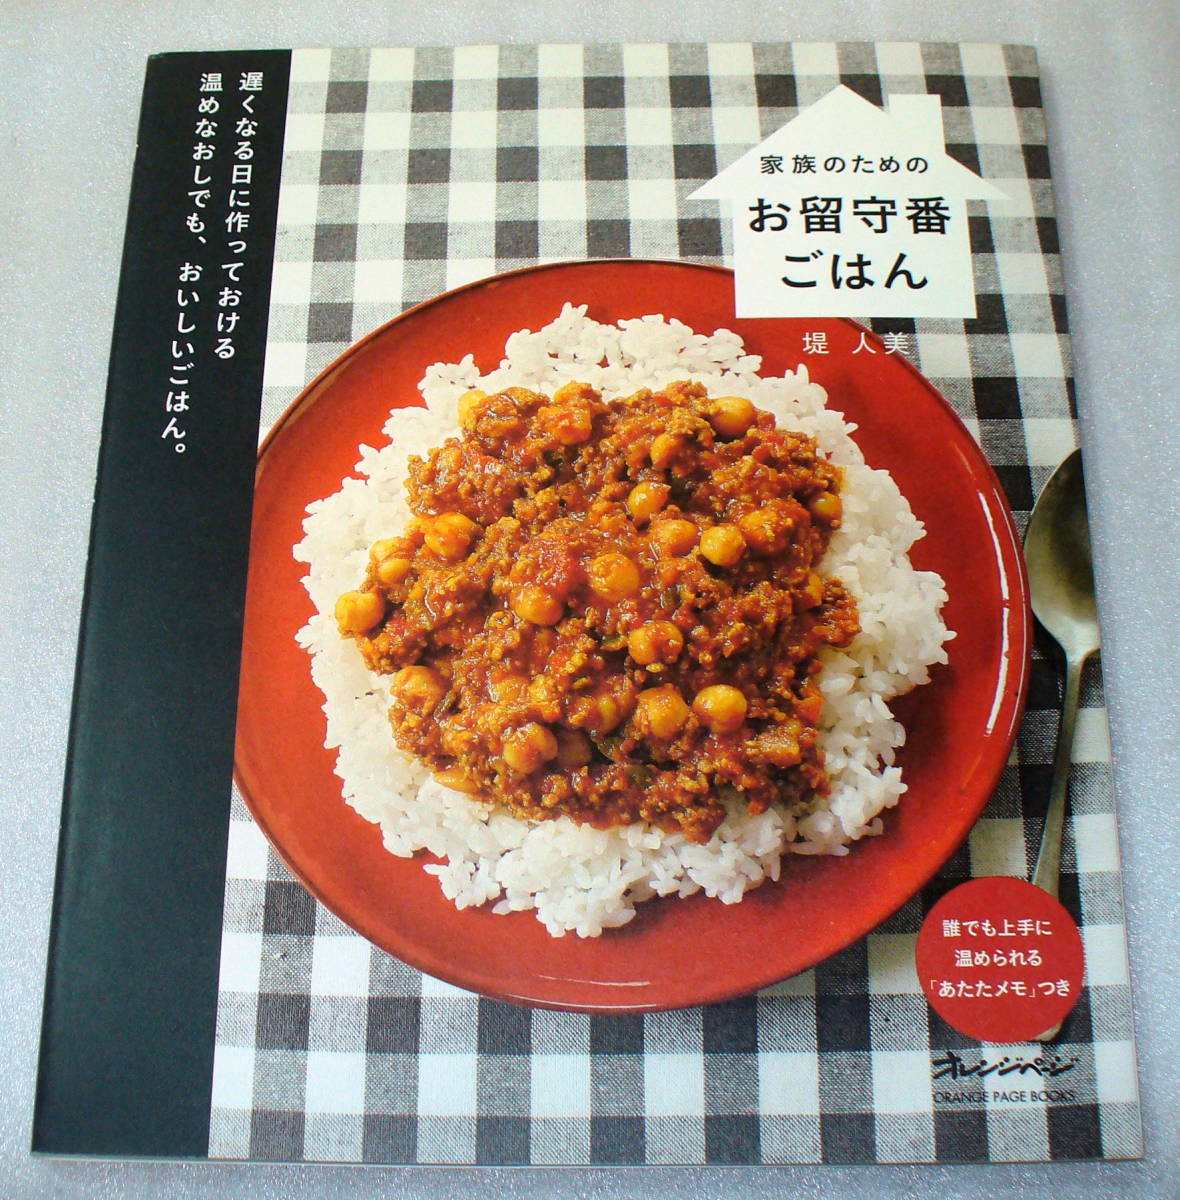 遅くなる日に作っておける
温めなおしでも、おいしいごはん。
家族のための
お留守番
ごはん
堤 人美
誰でも上手に
温められる
「あたためメモ」つき
オレンジページ
ORANGE PAGE BOOKS